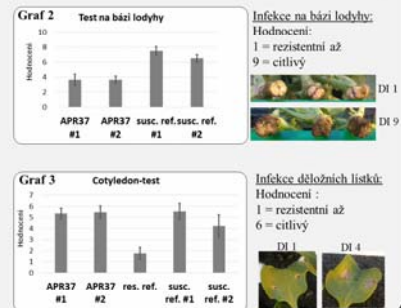 Graf 2
Test na bázi lodyhy
Hodnocení
10
8
6
4
2
0
APR37 #1
APR37 #2
susc. ref. #1
susc. ref. #2
Infekce na bázi lodyhy:
Hodnocení:
1 = rezistentní až
9 = citlivý
DI 1
DI 9
Graf 3
Cotyledon-test
Hodnocení
7
6
5
4
3
2
1
0
APR37 #1
APR37 #2
res. ref.
susc. ref. #1
susc. ref. #2
Infekce děložních lístků:
Hodnocení :
1 = rezistentní až
6 = citlivý
DI 1
DI 4